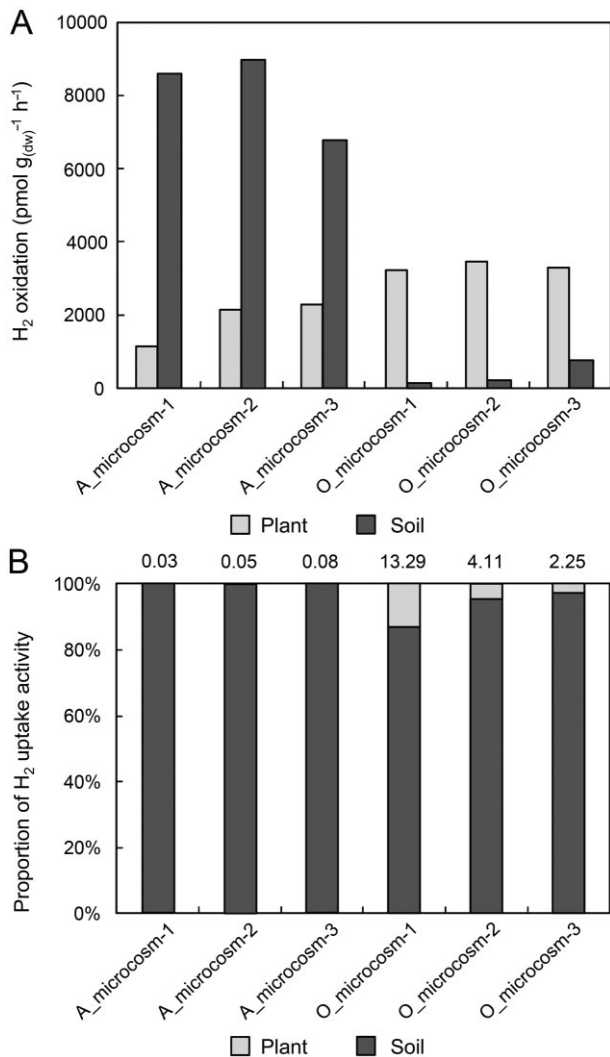 A
H₂ oxidation (pmol g(dw)⁻¹ h⁻¹)
10000
8000
6000
4000
2000
0
A_microcosm-1
A_microcosm-2
A_microcosm-3
O_microcosm-1
O_microcosm-2
O_microcosm-3
Plant Soil
B
0.03 0.05 0.08 13.29 4.11 2.25
Proportion of H₂ uptake activity
100%
80%
60%
40%
20%
0%
A_microcosm-1
A_microcosm-2
A_microcosm-3
O_microcosm-1
O_microcosm-2
O_microcosm-3
Plant Soil